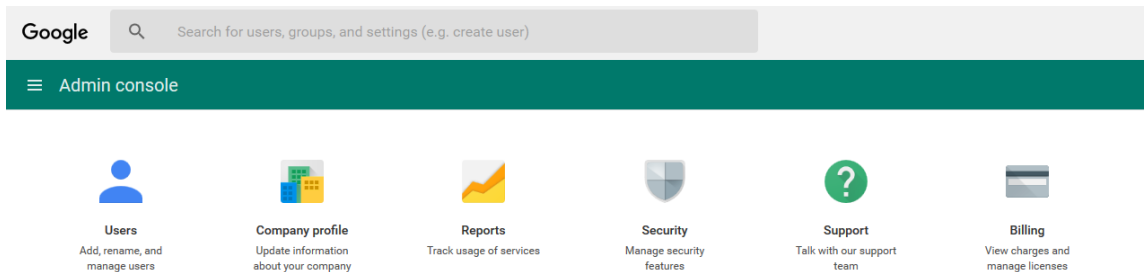 Google
Search for users, groups, and settings (e.g. create user)
Admin console
Users
Add, rename, and
manage users
Company profile
Update information
about your company
Reports
Track usage of services
Security
Manage security
features
Support
Talk with our support
team
Billing
View charges and
manage licenses